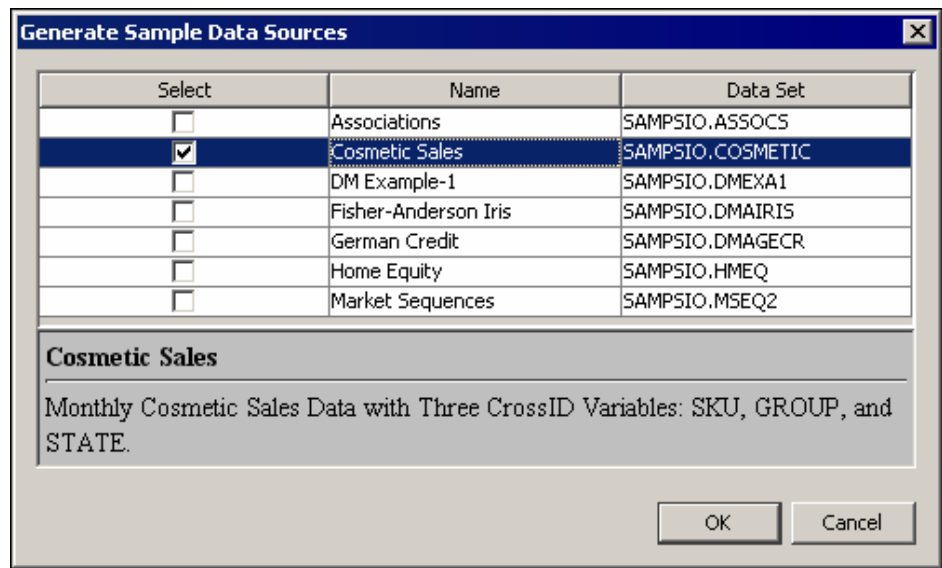 Generate Sample Data Sources
Select Name Data Set
Associations SAMPSIO.ASSOCS
Cosmetic Sales SAMPSIO.COSMETIC
DM Example-1 SAMPSIO.DMEXA1
Fisher-Anderson Iris SAMPSIO.DMAIRIS
German Credit SAMPSIO.DMAGECR
Home Equity SAMPSIO.HMEQ
Market Sequences SAMPSIO.MSEQ2
Cosmetic Sales
Monthly Cosmetic Sales Data with Three CrossID Variables: SKU, GROUP, and
STATE.
OK Cancel